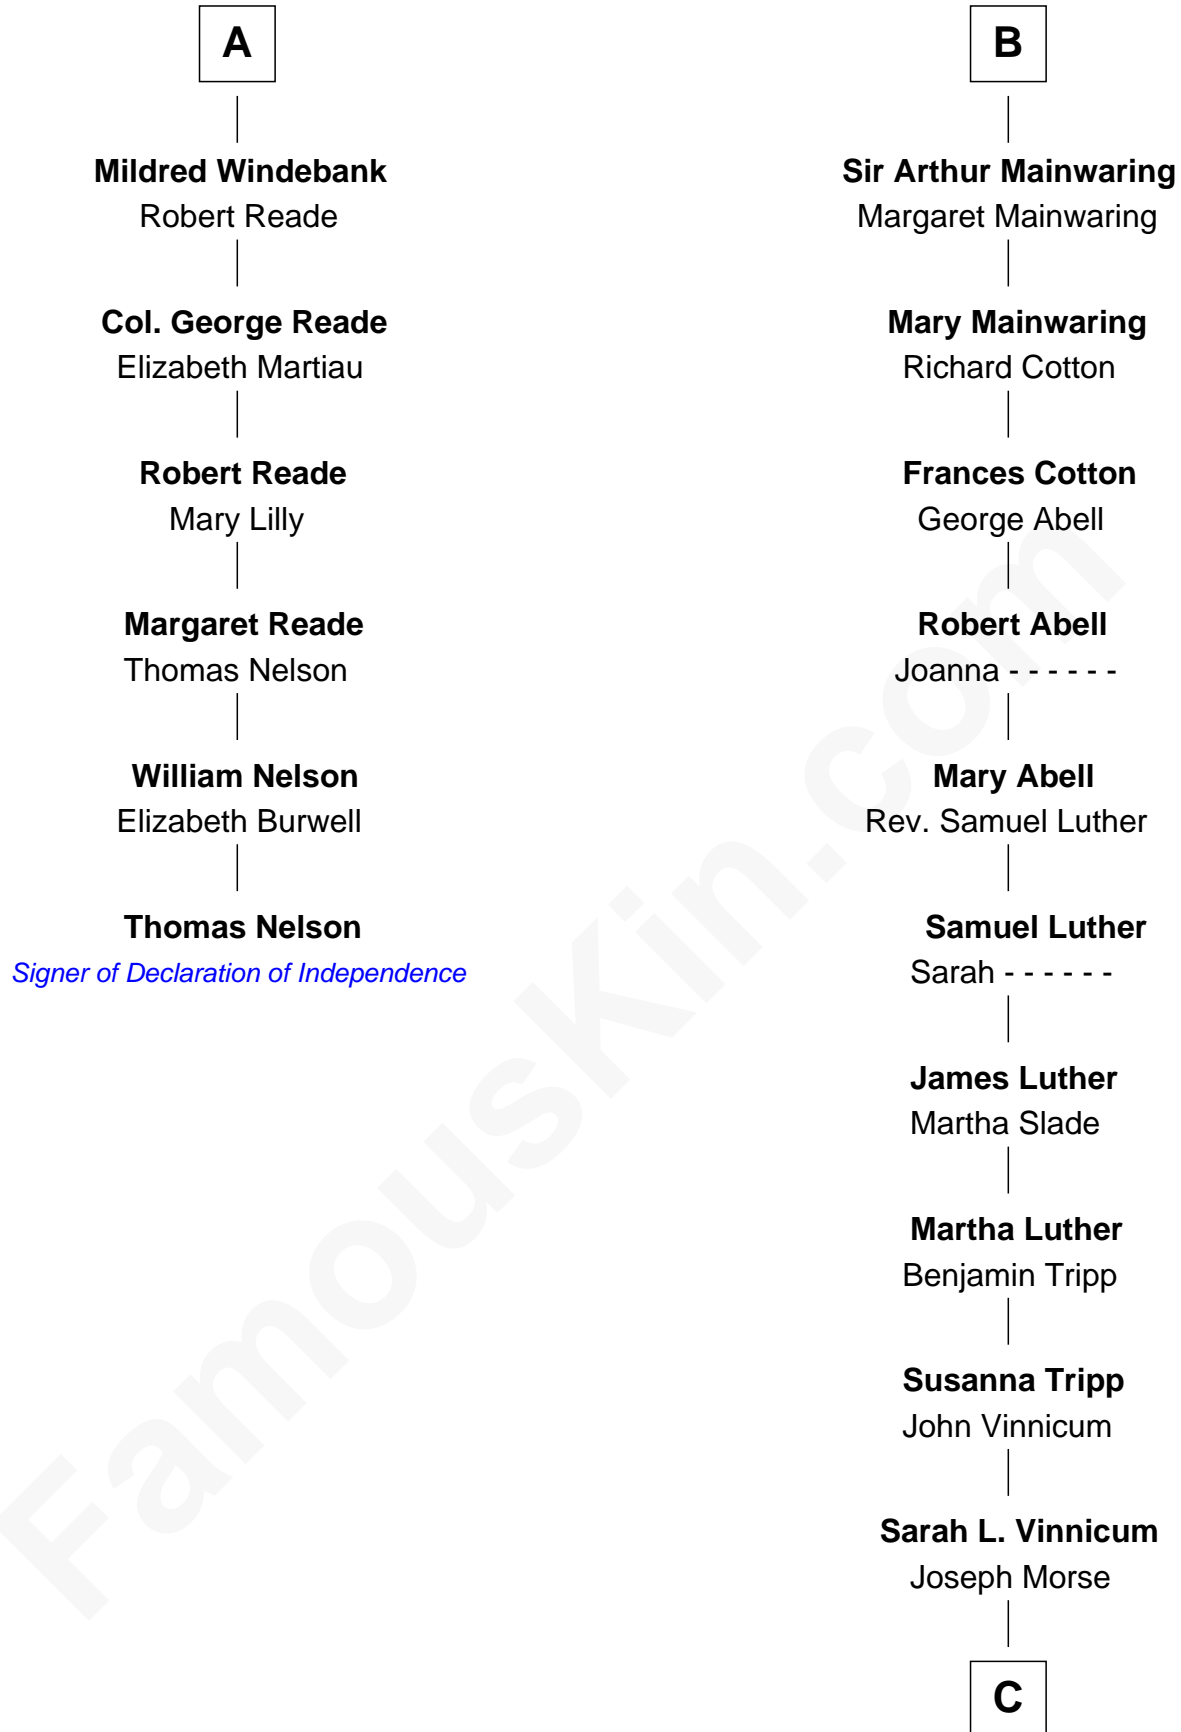 A
Mildred Windebank
Robert Reade
Col. George Reade
Elizabeth Martiau
Robert Reade
Mary Lilly
Margaret Reade
Thomas Nelson
William Nelson
Elizabeth Burwell
Thomas Nelson
Signer of Declaration of Independence
B
Sir Arthur Mainwaring
Margaret Mainwaring
Mary Mainwaring
Richard Cotton
Frances Cotton
George Abell
Robert Abell
Joanna - - - - - -
Mary Abell
Rev. Samuel Luther
Samuel Luther
Sarah - - - - - -
James Luther
Martha Slade
Martha Luther
Benjamin Tripp
Susanna Tripp
John Vinnicum
Sarah L. Vinnicum
Joseph Morse
C
FamousKin.com